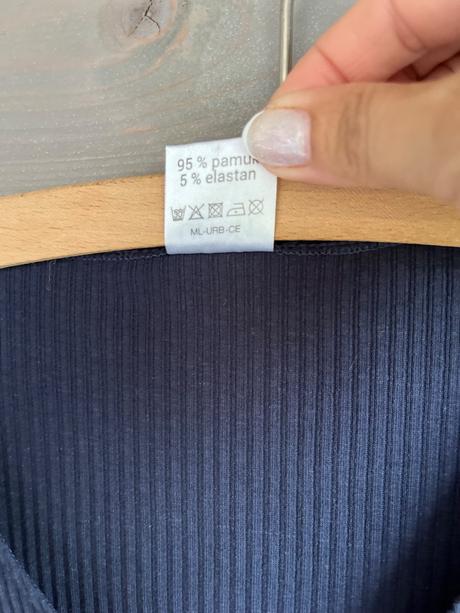 95 % pamuk
5 % elastan
ML-URB-CE